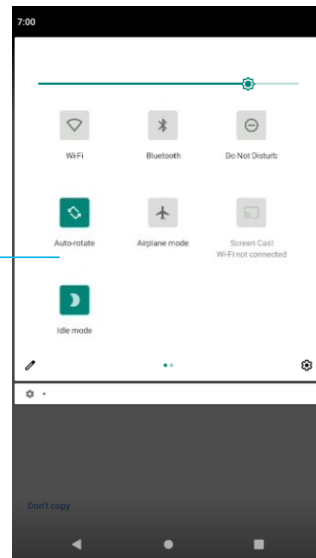 7:00
Wi-Fi
Bluetooth
Do Not Disturb
Auto-rotate
Airplane mode
Screen Cast
Wi-Fi not connected
Idle mode
Don't copy